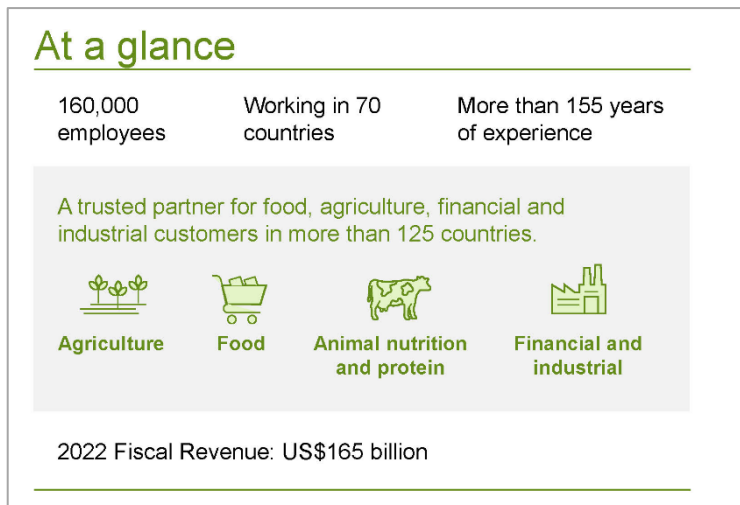 At a glance
160,000
employees
Working in 70
countries
More than 155 years
of experience
A trusted partner for food, agriculture, financial and
industrial customers in more than 125 countries.
Agriculture
Food
Animal nutrition
and protein
Financial and
industrial
2022 Fiscal Revenue: US$165 billion